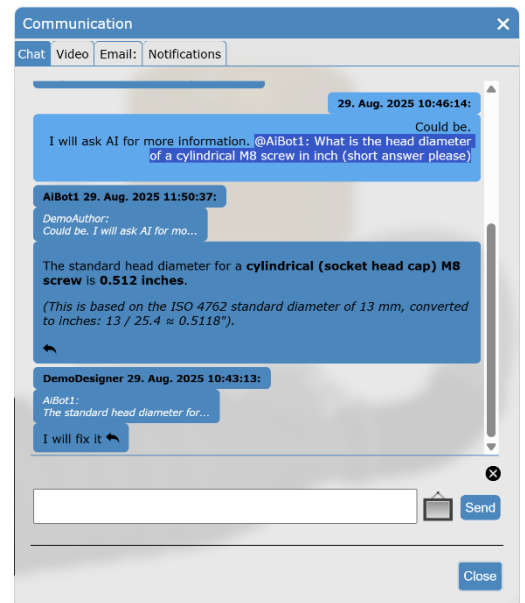 Communication
Chat Video Email: Notifications
29. Aug. 2025 10:46:14:
Could be.
I will ask AI for more information. @AiBot1: What is the head diameter
of a cylindrical M8 screw in inch (short answer please)
AiBot1 29. Aug. 2025 11:50:37:
DemoAuthor:
Could be. I will ask AI for mo...
The standard head diameter for a cylindrical (socket head cap) M8
screw is 0.512 inches.
(This is based on the ISO 4762 standard diameter of 13 mm, converted
to inches: 13 / 25.4 ≈ 0.5118").
DemoDesigner 29. Aug. 2025 10:43:13:
AiBot1:
The standard head diameter for...
I will fix it
Send
Close